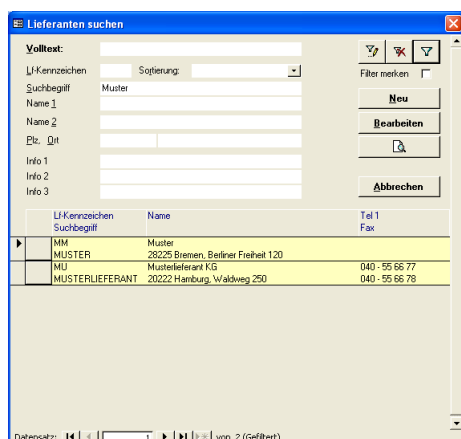 Lieferanten suchen
Volltext:
Lf-Kennzeichen Sortierung:
Filter merken
Suchbegriff Muster
Name 1
Neu
Name 2
Bearbeiten
Plz, Ort
Info 1
Info 2
Info 3
Abbrechen
Lf-Kennzeichen Name Tel 1
Suchbegriff Fax
MM Muster
MUSTER 28225 Bremen, Berliner Freiheit 120
MU Musterlieferant KG 040 - 55 66 77
MUSTERLIEFERANT 20222 Hamburg, Waldweg 250 040 - 55 66 78
Datensatz: 1 von 2 (Gefiltert)